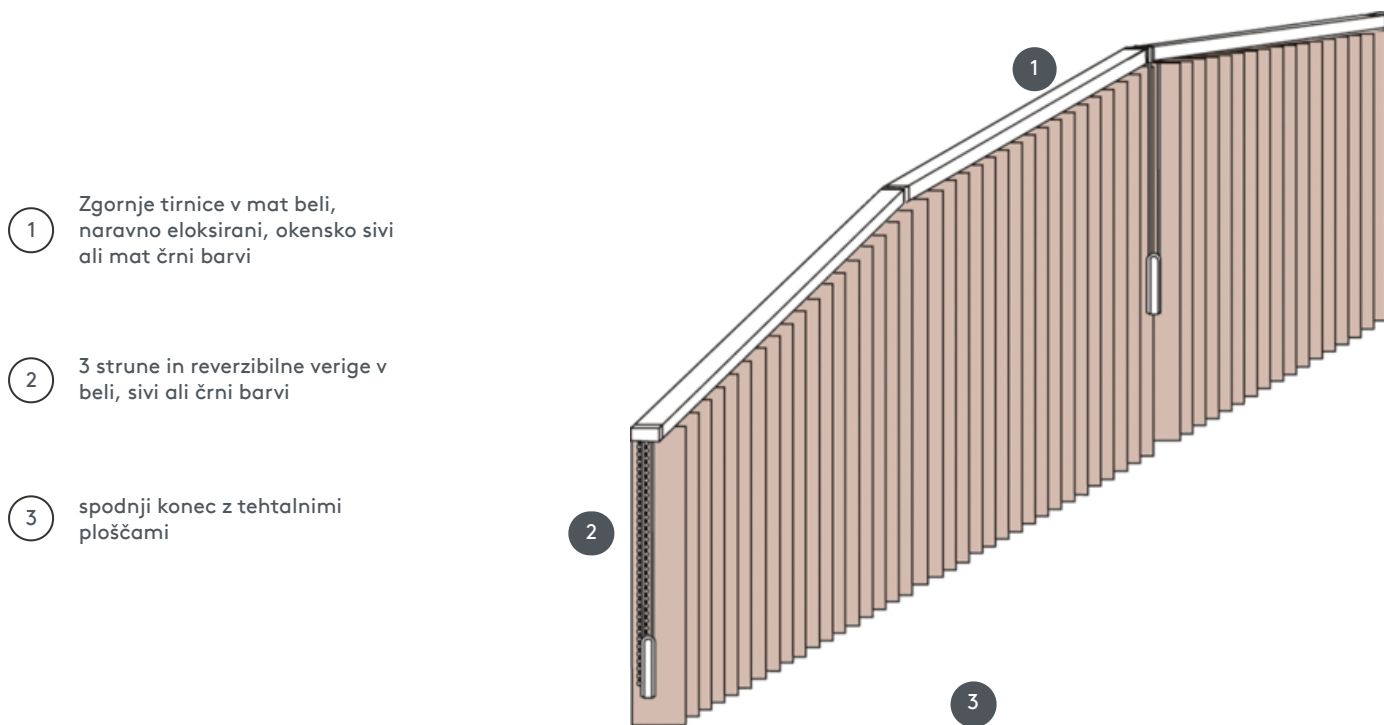 1
Zgornje tirnice v mat beli,
naravno eloksirani, okensko sivi
ali mat črni barvi
2
3 strune in reverzibilne verige v
beli, sivi ali črni barvi
3
spodnji konec z tehtalnimi
ploščami
1
2
3